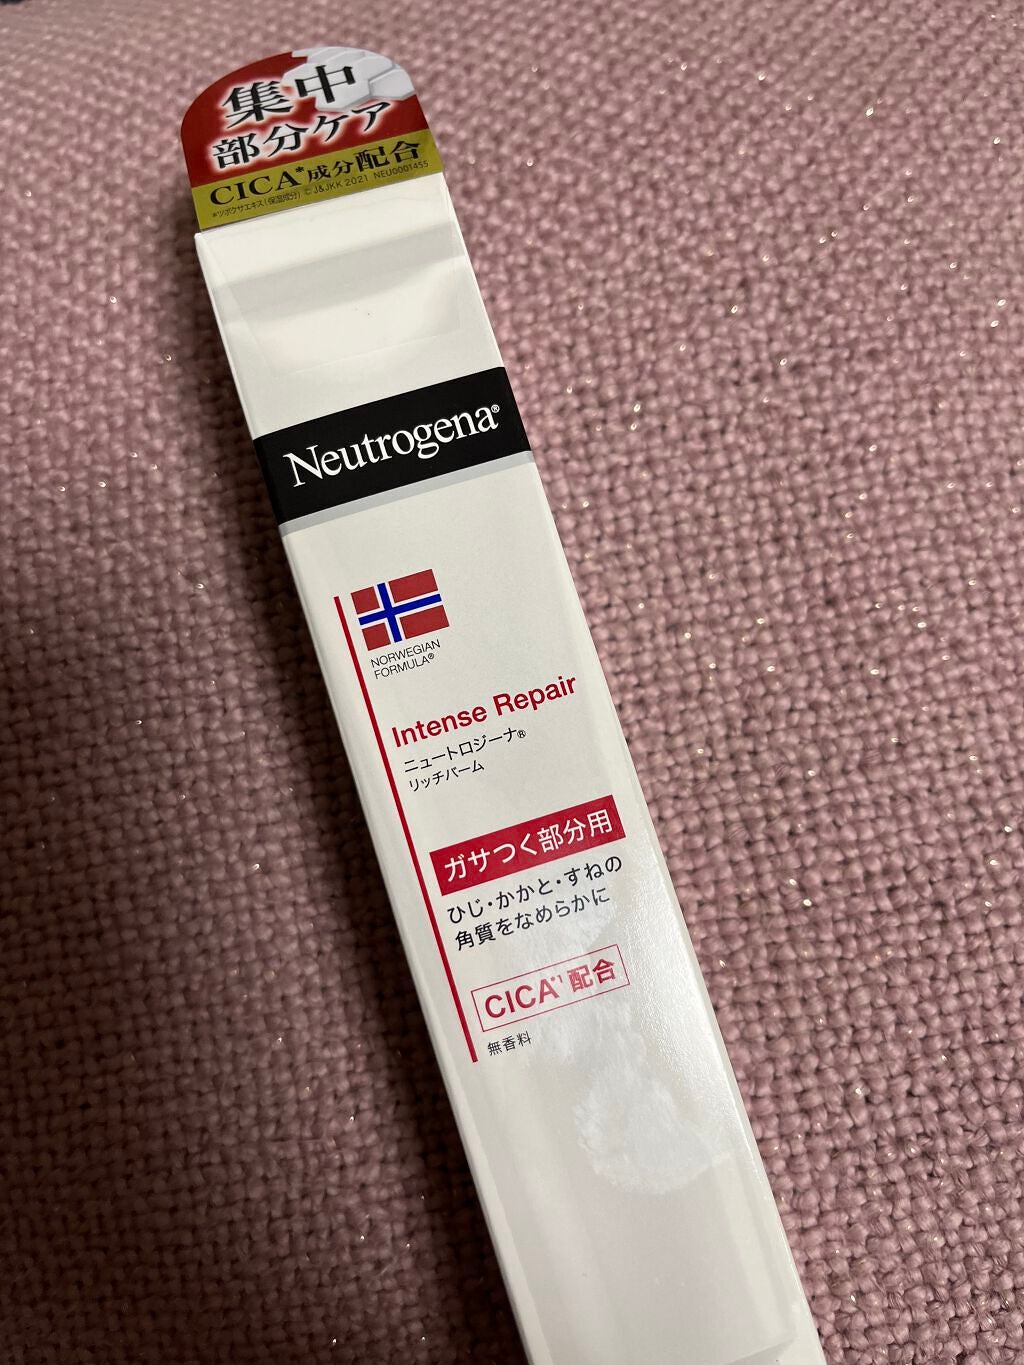 集中
部分ケア
CICA*成分配合
*ツボクサエキス(保湿成分) © J&JKK 2021 NEU0001455
Neutrogena®
NORWEGIAN
FORMULA®
Intense Repair
ニュートロジーナ®
リッチバーム
ガサつく部分用
ひじ・かかと・すねの
角質をなめらかに
CICA*1 配合
無香料